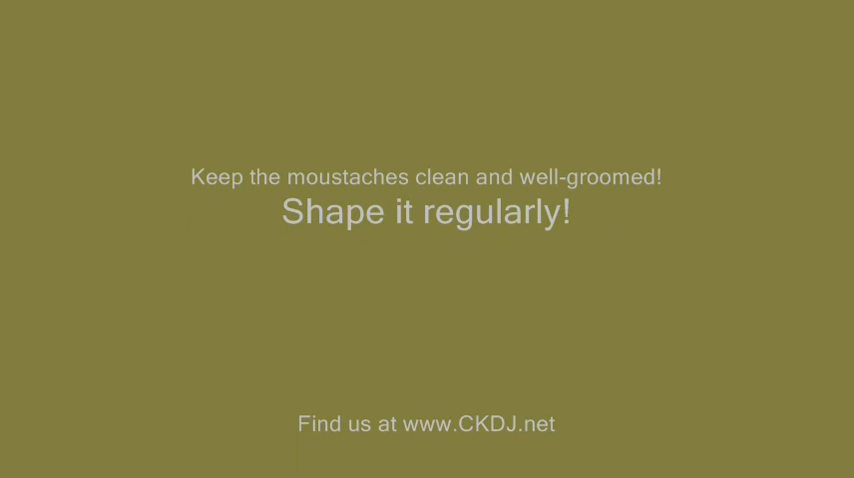 Keep the moustaches clean and well-groomed!
Shape it regularly!
Find us at www.CKDJ.net